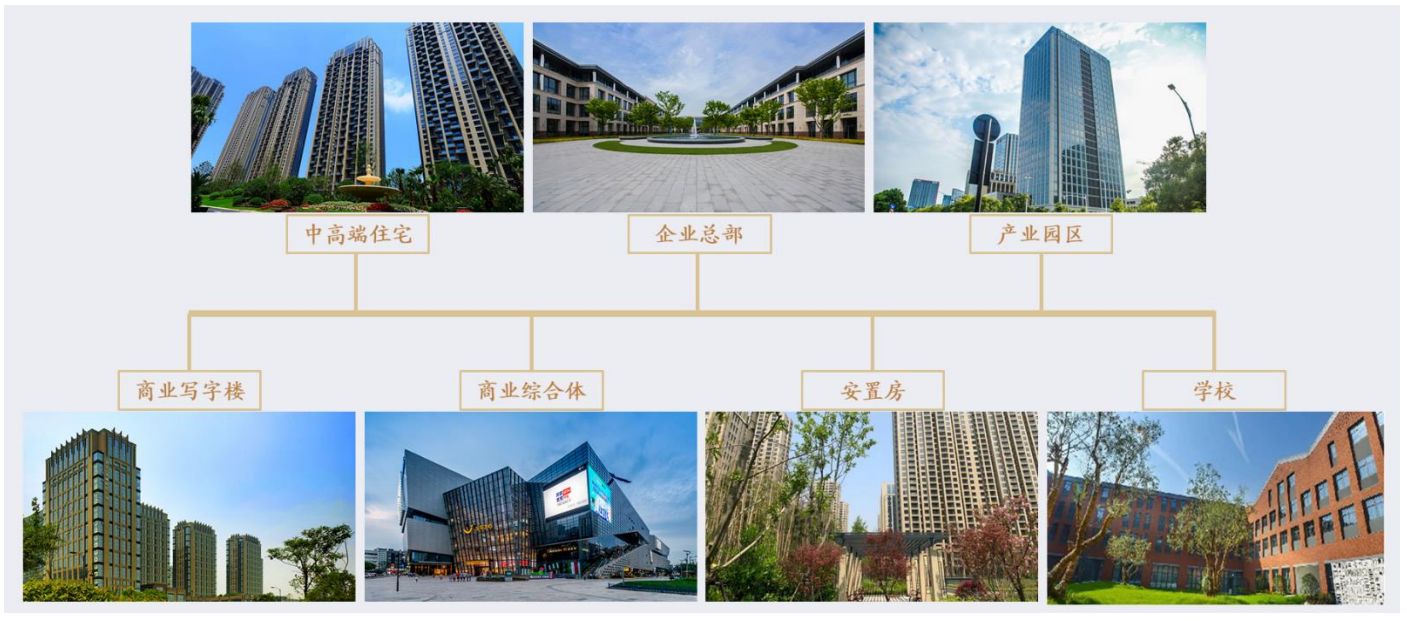 中高端住宅
企业总部
产业园区
商业写字楼
商业综合体
安置房
学校